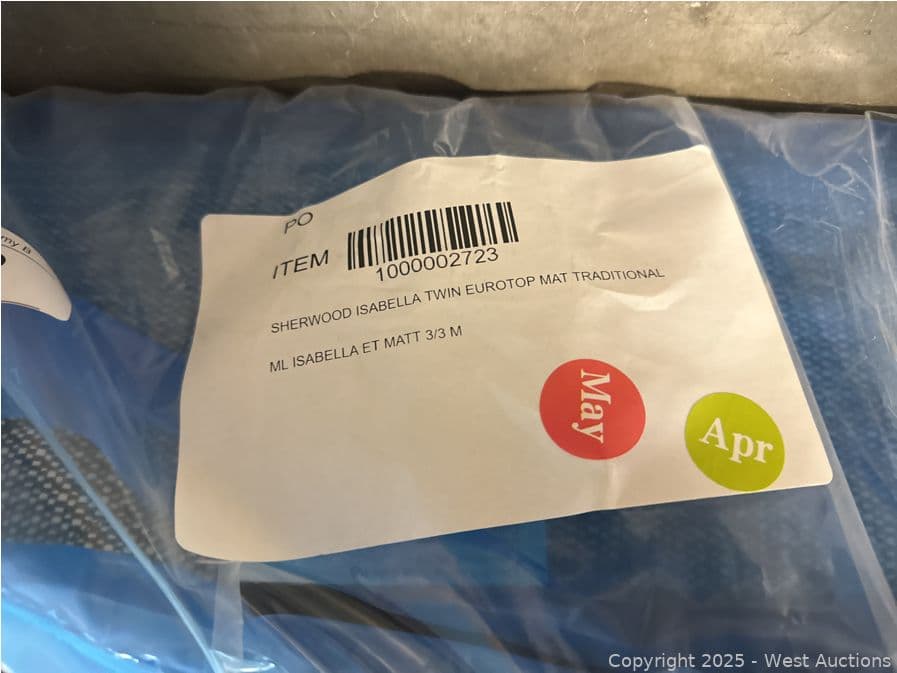 PO
ITEM
1000002723
SHERWOOD ISABELLA TWIN EUROTOP MAT TRADITIONAL
ML ISABELLA ET MATT 3/3 M
May
Apr
Copyright 2025 - West Auctions